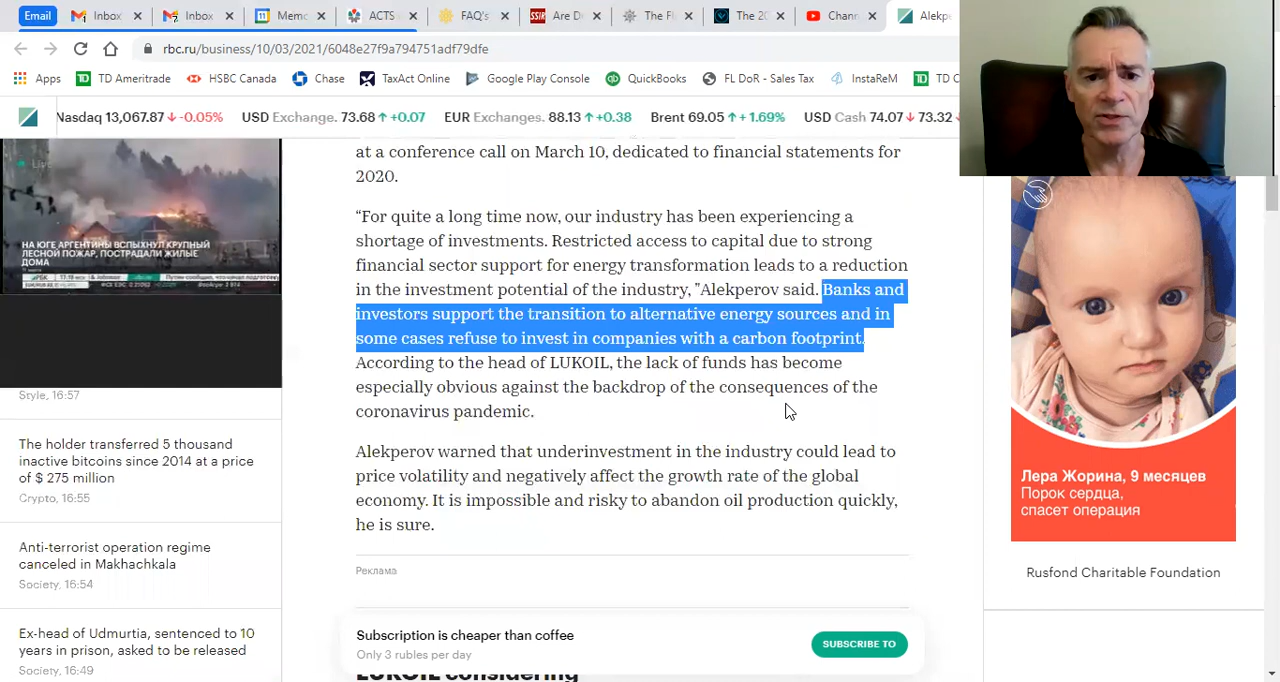 Email
Inbox
Inbox
Memo
ACTS
FAQ's
SSIR Are D
The Fl
The 20
Chann
Alekp
rbc.ru/business/10/03/2021/6048e27f9a794751adf79dfe
Apps TD Ameritrade HSBC Canada Chase TaxAct Online Google Play Console QuickBooks FL DoR - Sales Tax InstaReM TD C
Nasdaq 13,067.87 -0.05% USD Exchange. 73.68 +0.07 EUR Exchanges. 88.13 +0.38 Brent 69.05 + 1.69% USD Cash 74.07 73.32
Live
НА ЮГЕ АРГЕНТИНЫ ВСПЫХНУЛ КРУПНЫЙ
ЛЕСНОЙ ПОЖАР, ПОСТРАДАЛИ ЖИЛЫЕ
ДОМА
Style, 16:57
The holder transferred 5 thousand
inactive bitcoins since 2014 at a price
of $ 275 million
Crypto, 16:55
Anti-terrorist operation regime
canceled in Makhachkala
Society, 16:54
Ex-head of Udmurtia, sentenced to 10
years in prison, asked to be released
Society, 16:49
at a conference call on March 10, dedicated to financial statements for
2020.
“For quite a long time now, our industry has been experiencing a
shortage of investments. Restricted access to capital due to strong
financial sector support for energy transformation leads to a reduction
in the investment potential of the industry, ”Alekperov said. Banks and
investors support the transition to alternative energy sources and in
some cases refuse to invest in companies with a carbon footprint.
According to the head of LUKOIL, the lack of funds has become
especially obvious against the backdrop of the consequences of the
coronavirus pandemic.
Alekperov warned that underinvestment in the industry could lead to
price volatility and negatively affect the growth rate of the global
economy. It is impossible and risky to abandon oil production quickly,
he is sure.
Реклама
Subscription is cheaper than coffee
Only 3 rubles per day
SUBSCRIBE TO
LUKOIL considering
Лера Жорина, 9 месяцев
Порок сердца,
спасет операция
Rusfond Charitable Foundation